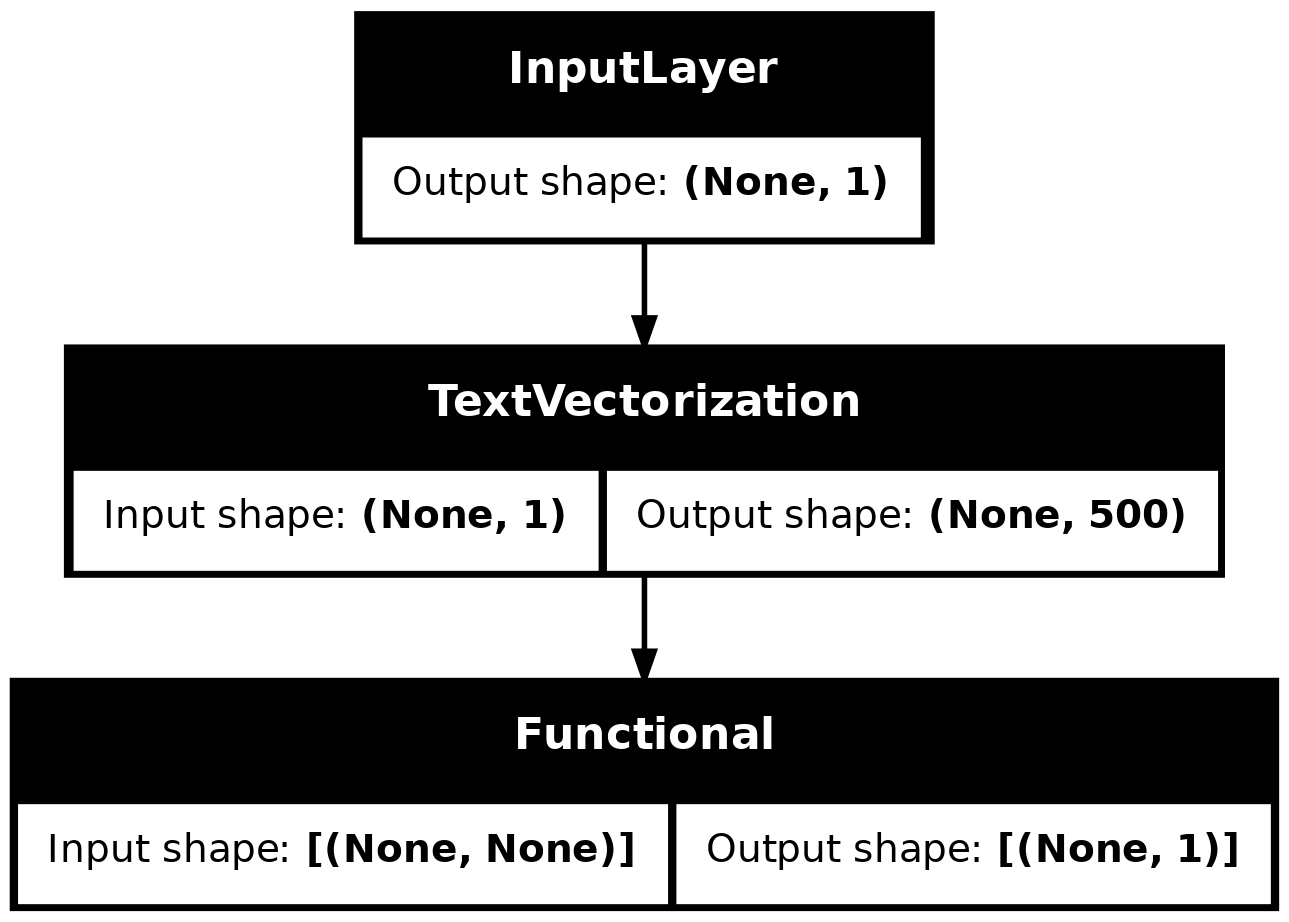 InputLayer
Output shape: (None, 1)
TextVectorization
Input shape: (None, 1) Output shape: (None, 500)
Functional
Input shape: [(None, None)] Output shape: [(None, 1)]